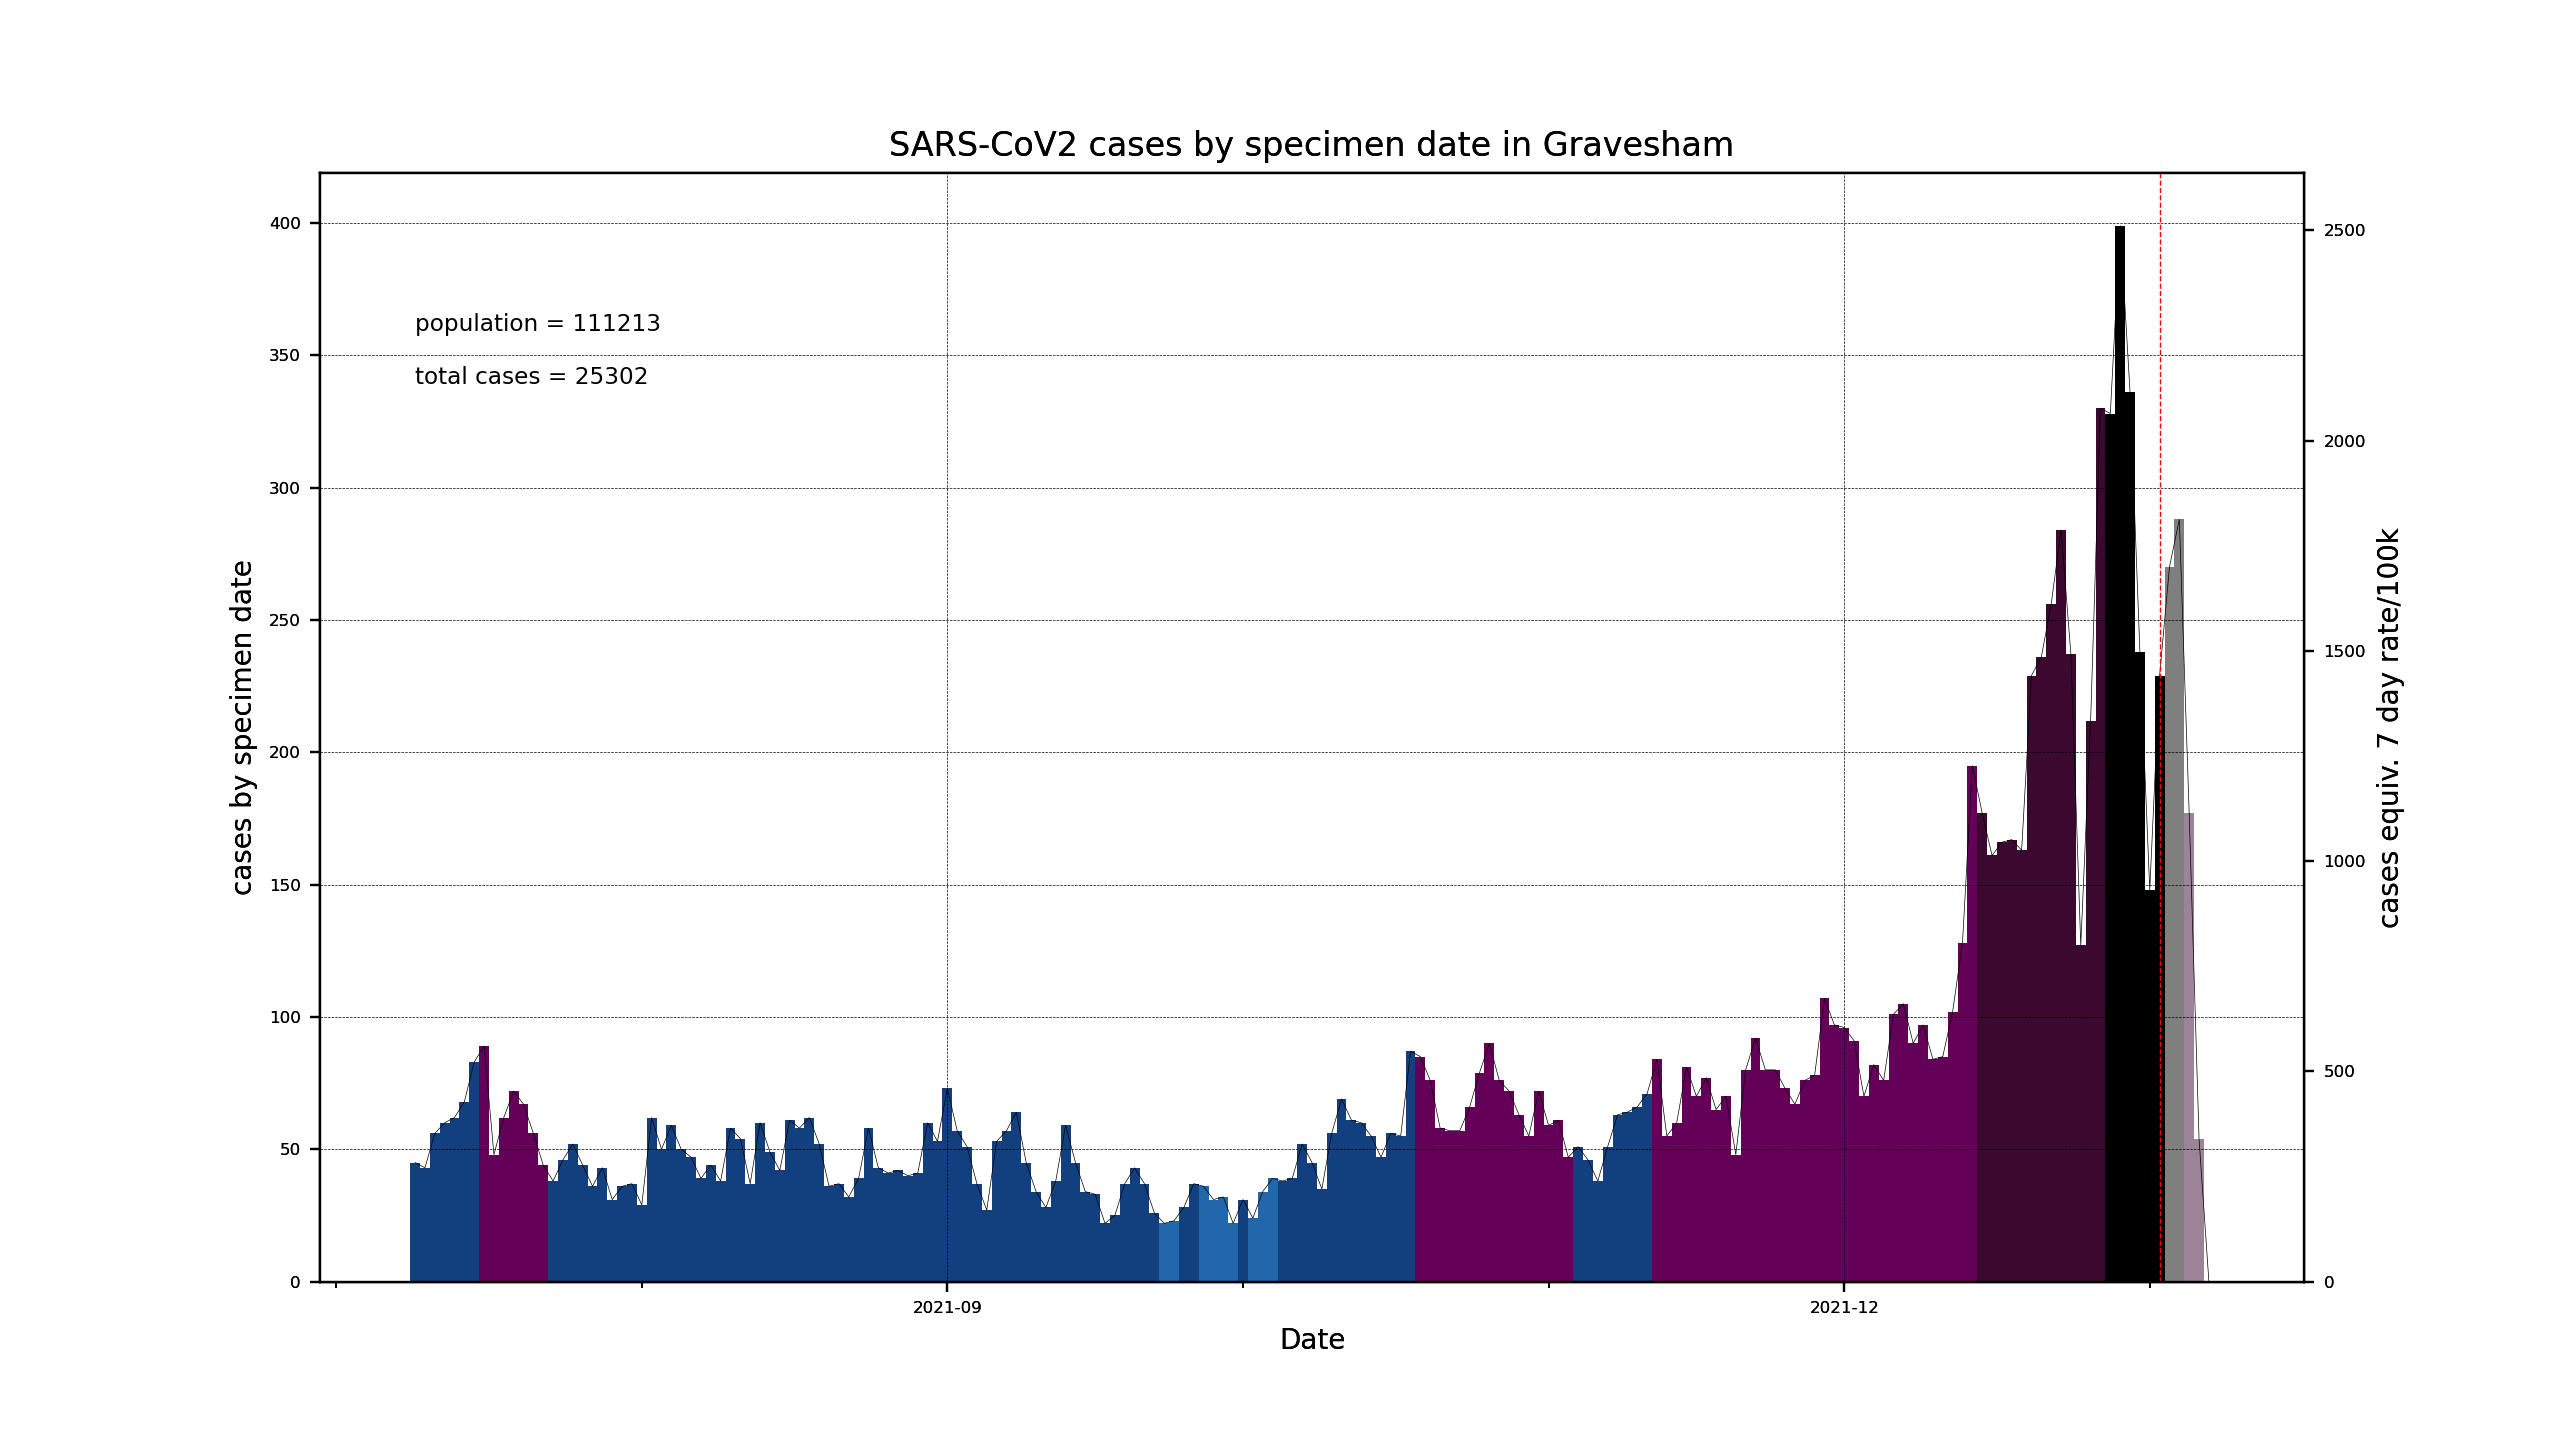 SARS-CoV2 cases by specimen date in Gravesham
population = 111213
total cases = 25302
cases by specimen date
400
350
300
250
200
150
100
50
0
2500
2000
1500
1000
500
0
cases equiv. 7 day rate/100k
2021-09
2021-12
Date